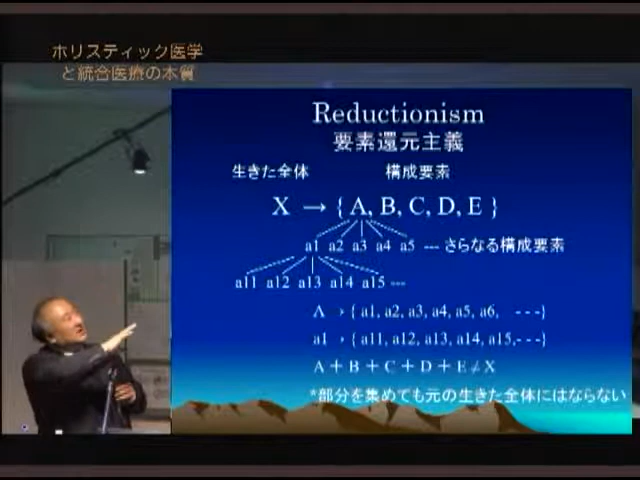 ホリスティック医学
と統合医療の本質
Reductionism
要素還元主義
生きた全体 構成要素
X → { A, B, C, D, E }
a1 a2 a3 a4 a5 --- さらなる構成要素
a11 a12 a13 a14 a15 ---
A → { a1, a2, a3, a4, a5, a6, ---}
a1 → { a11, a12, a13, a14, a15,---}
A+B+C+D+E≠X
*部分を集めても元の生きた全体にはならない